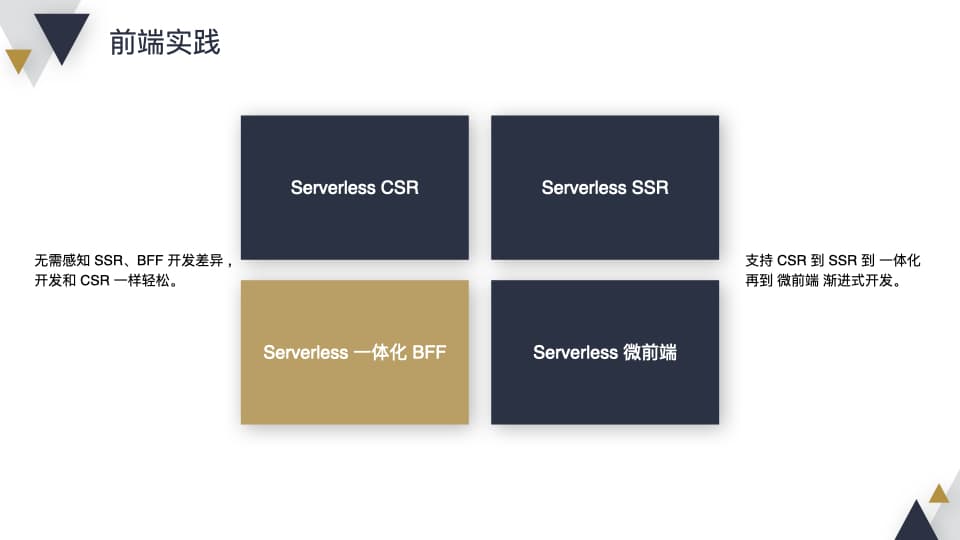 前端实践
Serverless CSR
Serverless SSR
无需感知 SSR、BFF 开发差异，
开发和 CSR 一样轻松。
支持 CSR 到 SSR 到 一体化
再到 微前端 渐进式开发。
Serverless 一体化 BFF
Serverless 微前端